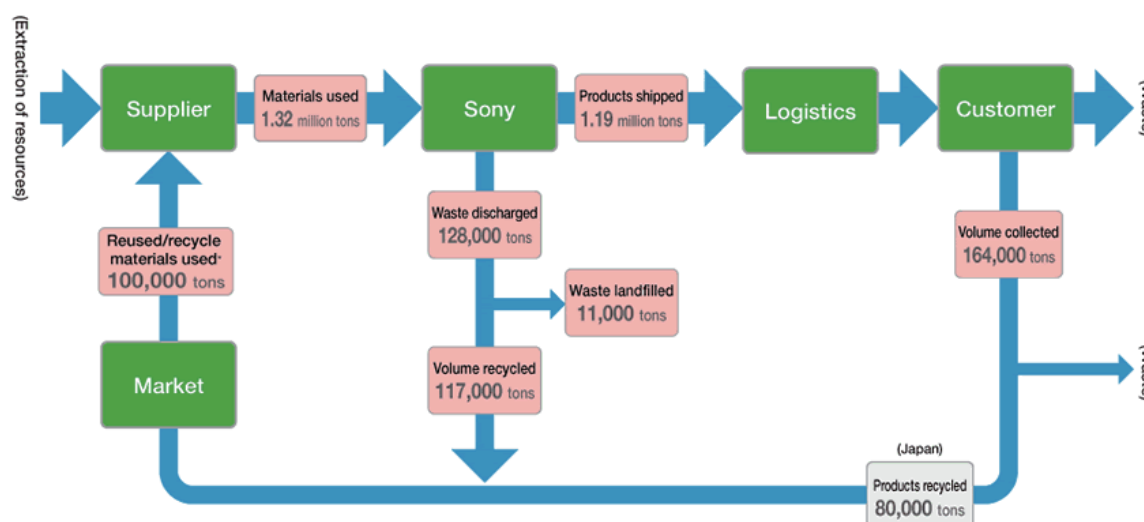 (Extraction of resources)
Supplier
Materials used
1.32 million tons
Sony
Products shipped
1.19 million tons
Logistics
Customer
Reused/recycle
materials used*
100,000 tons
Waste discharged
128,000 tons
Volume collected
164,000 tons
Waste landfilled
11,000 tons
Market
Volume recycled
117,000 tons
(Japan)
Products recycled
80,000 tons